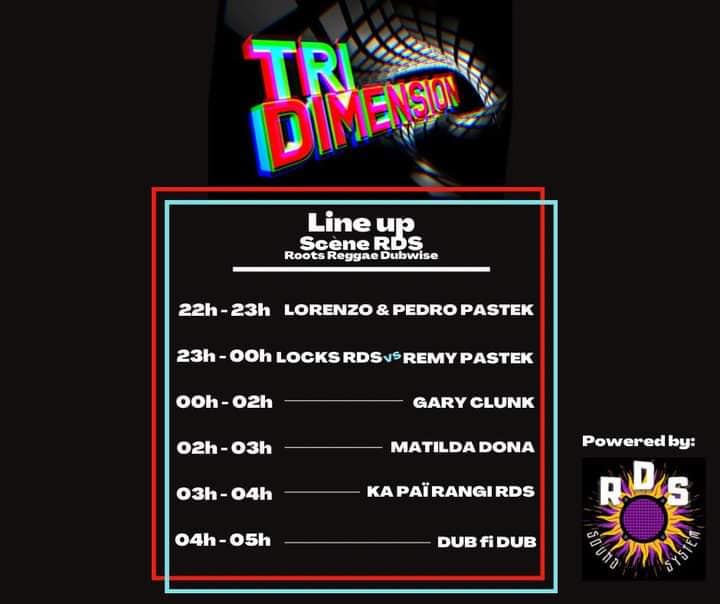 TRI
DIMENSION
Line up
Scène RDS
Roots Reggae Dubwise
22h - 23h LORENZO & PEDRO PASTEK
23h - 00h LOCKS RDS vs REMY PASTEK
00h - 02h GARY CLUNK
02h - 03h MATILDA DONA
03h - 04h KA PAÏ RANGI RDS
04h - 05h DUB fi DUB
Powered by:
RDS
SOUND SYSTEM